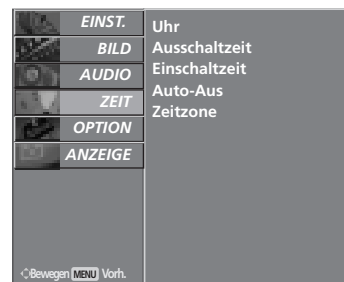 EINST.
BILD
AUDIO
ZEIT
OPTION
ANZEIGE
Uhr
Ausschaltzeit
Einschaltzeit
Auto-Aus
Zeitzone
Bewegen MENU Vorh.